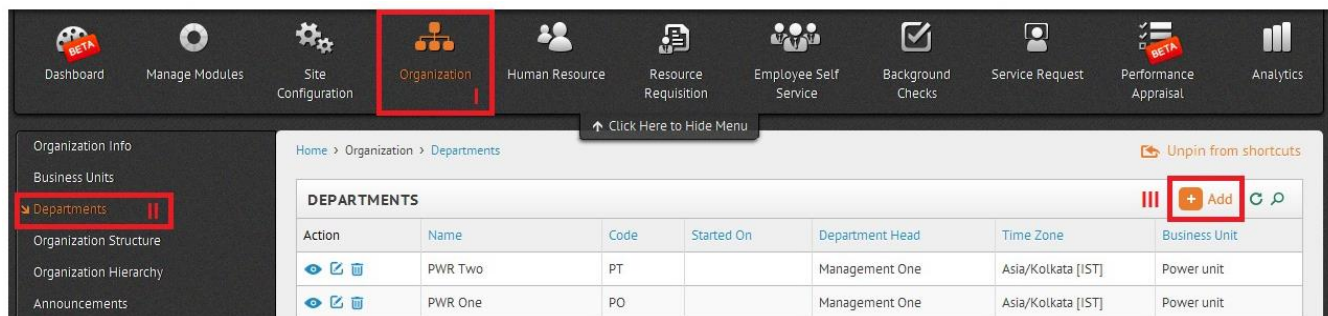 BETA BETA
Dashboard Manage Modules Site Configuration Organization Human Resource Resource Requisition Employee Self Service Background Checks Service Request Performance Appraisal Analytics
I
Click Here to Hide Menu
Organization Info
Business Units
Departments II
Organization Structure
Organization Hierarchy
Announcements
Home > Organization > Departments Unpin from shortcuts
DEPARTMENTS III + Add
Action Name Code Started On Department Head Time Zone Business Unit
PWR Two PT Management One Asia/Kolkata [IST] Power unit
PWR One PO Management One Asia/Kolkata [IST] Power unit